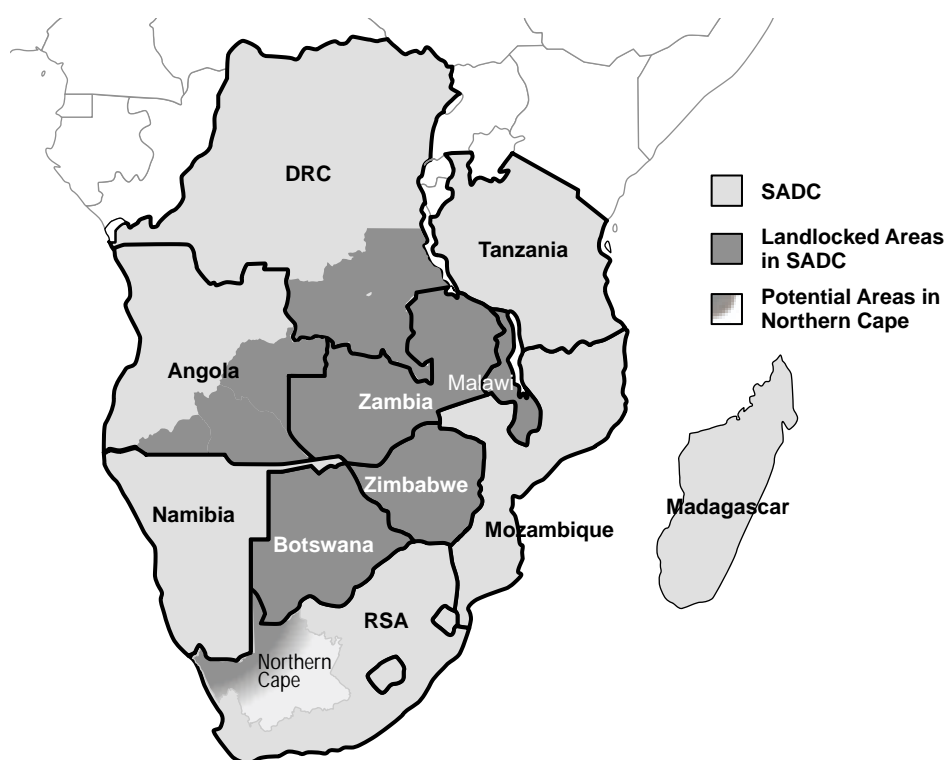 DRC
SADC
Tanzania
Landlocked Areas
in SADC
Potential Areas in
Northern Cape
Angola
Malawi
Zambia
Zimbabwe
Namibia
Madagascar
Mozambique
Botswana
RSA
Northern
Cape